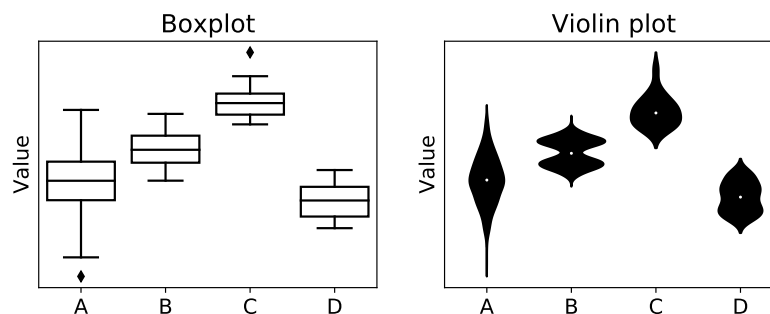 Boxplot
Value
A B C D
Violin plot
Value
A B C D